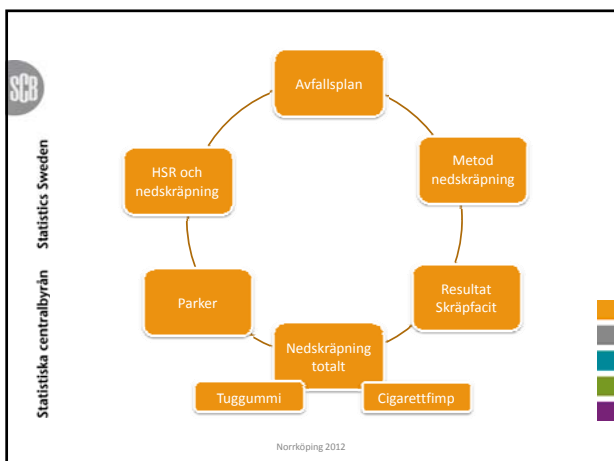 SCB
Statistiska centralbyrån Statistics Sweden
Avfallsplan
Metod
nedskräpning
Resultat
Skräpfacit
Nedskräpning
totalt
Tuggummi
Cigarettfimp
Parker
HSR och
nedskräpning
Norrköping 2012